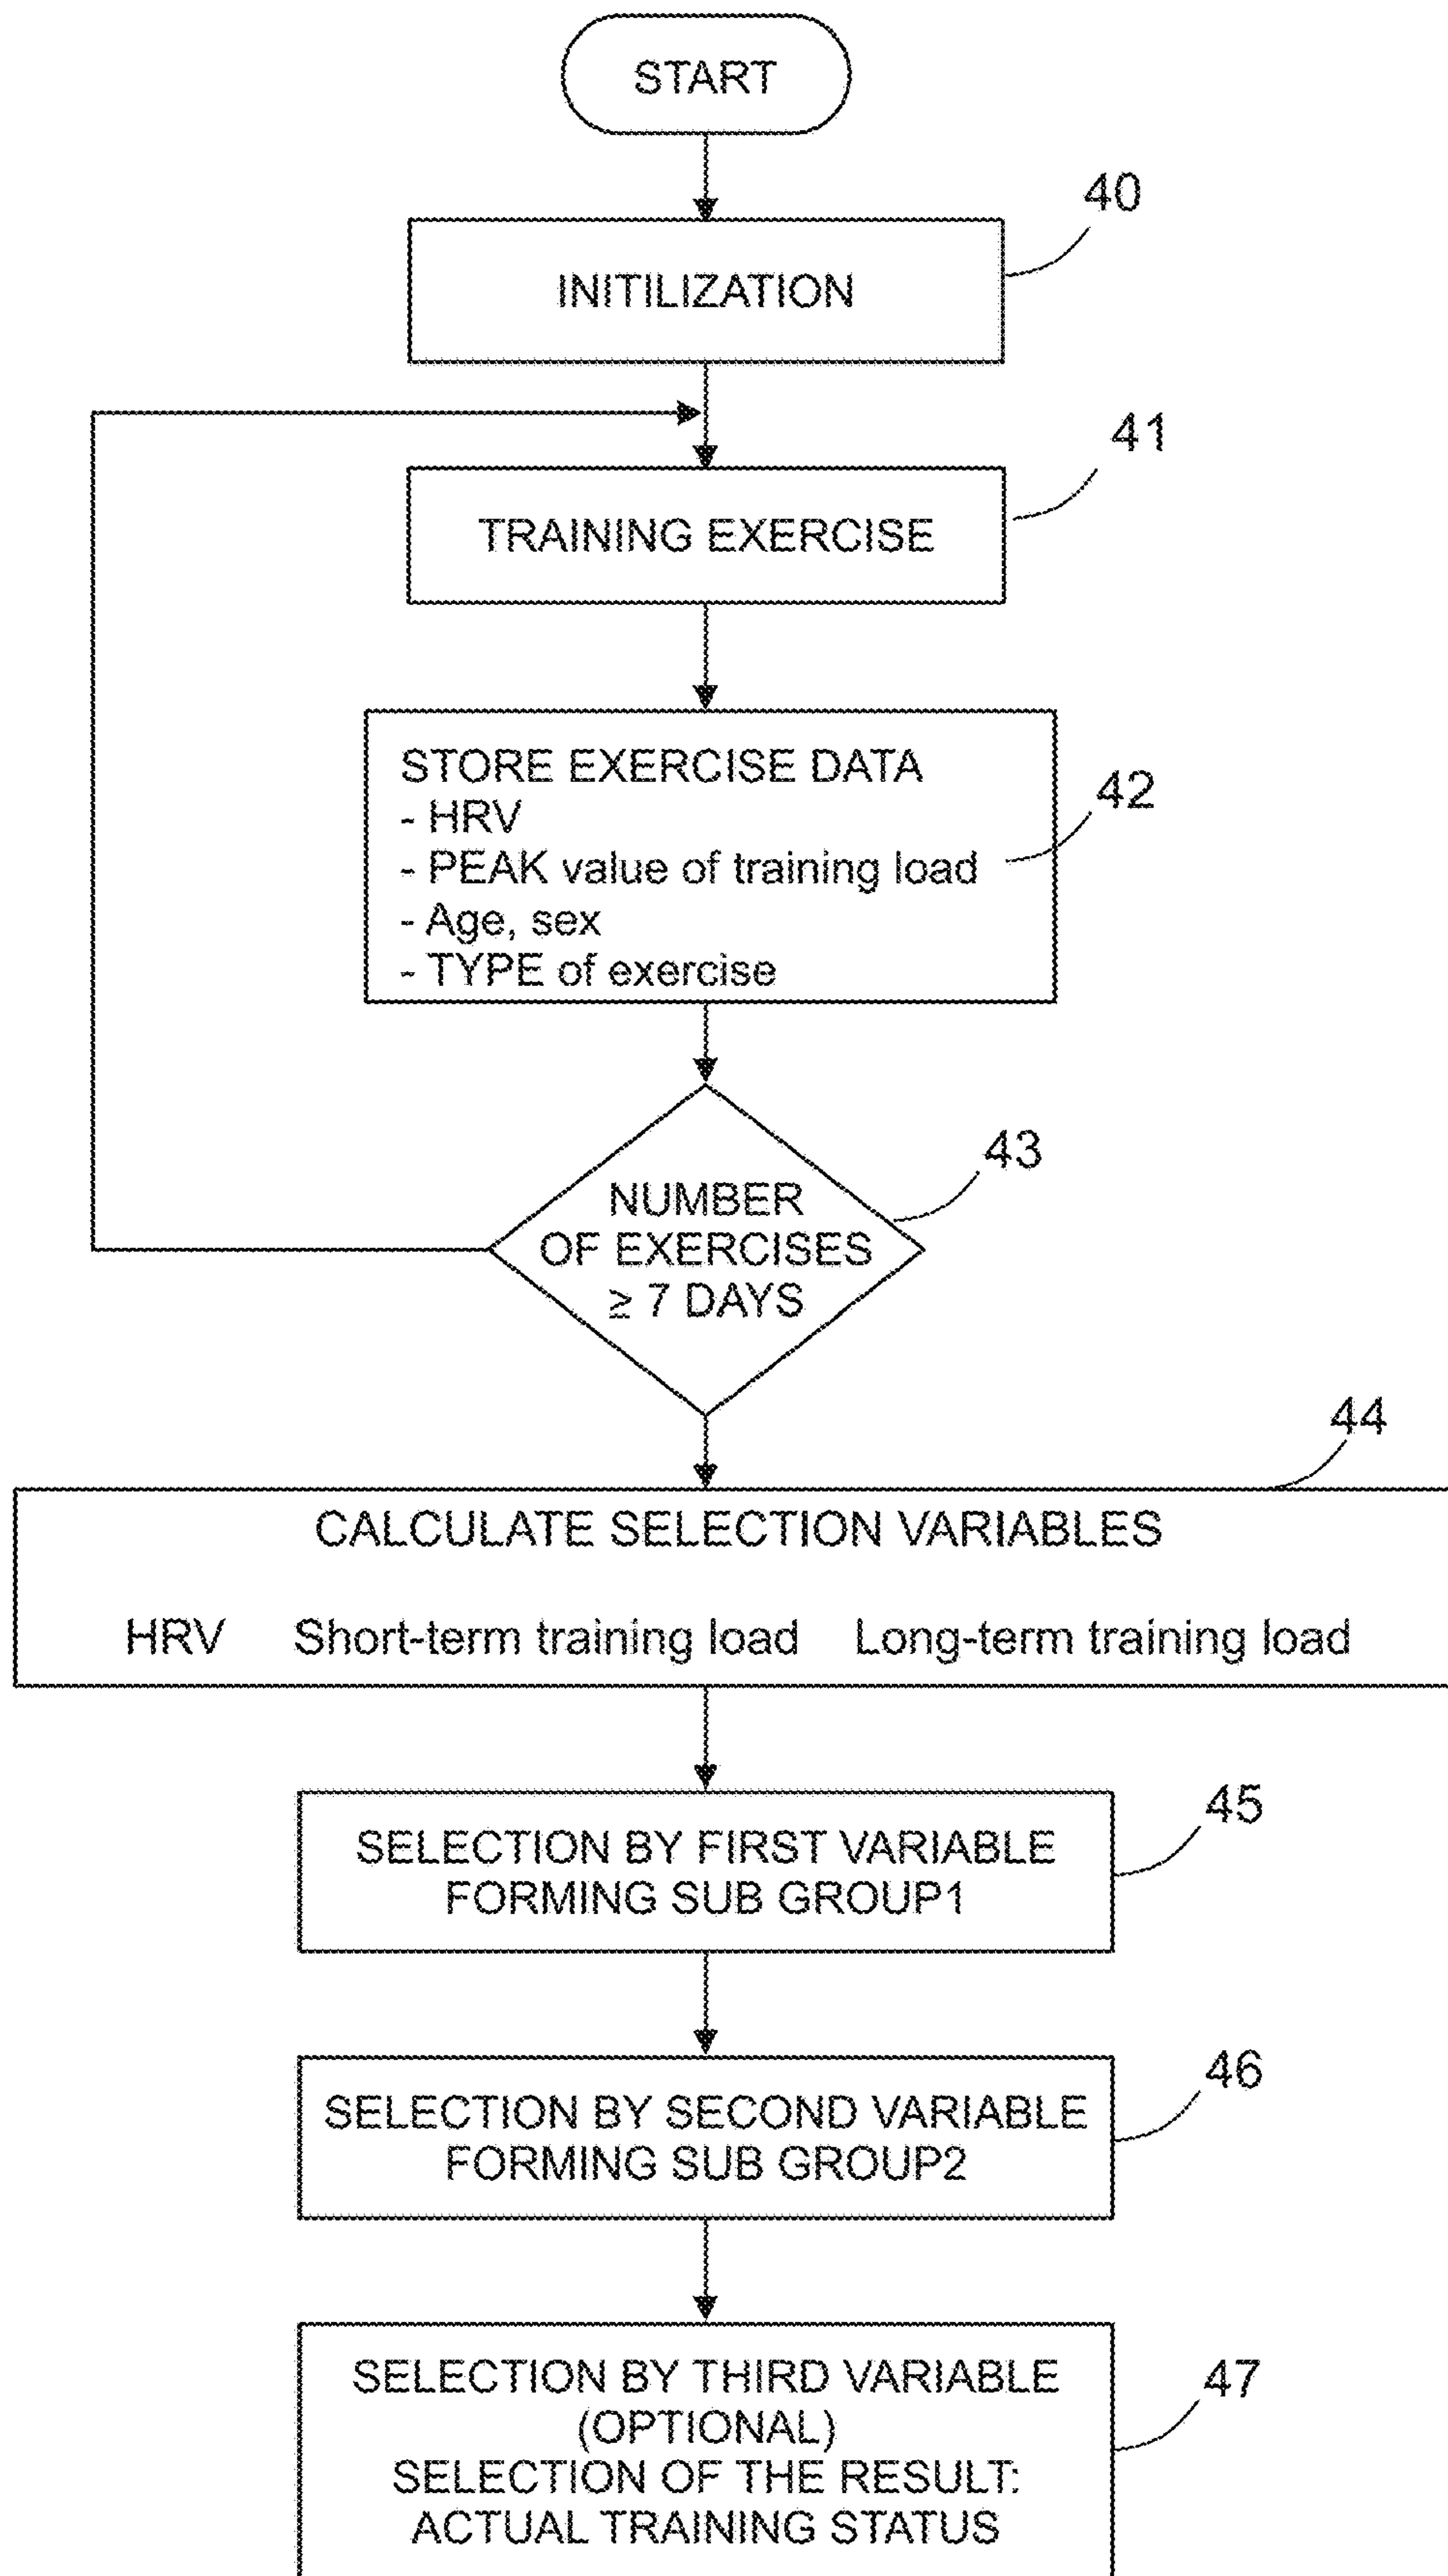 START
40
INITILIZATION
41
TRAINING EXERCISE
STORE EXERCISE DATA
- HRV
42
- PEAK value of training load
- Age, sex
- TYPE of exercise
43
NUMBER
OF EXERCISES
≥ 7 DAYS
44
CALCULATE SELECTION VARIABLES
HRV Short-term training load Long-term training load
45
SELECTION BY FIRST VARIABLE
FORMING SUB GROUP1
46
SELECTION BY SECOND VARIABLE
FORMING SUB GROUP2
47
SELECTION BY THIRD VARIABLE
(OPTIONAL)
SELECTION OF THE RESULT:
ACTUAL TRAINING STATUS